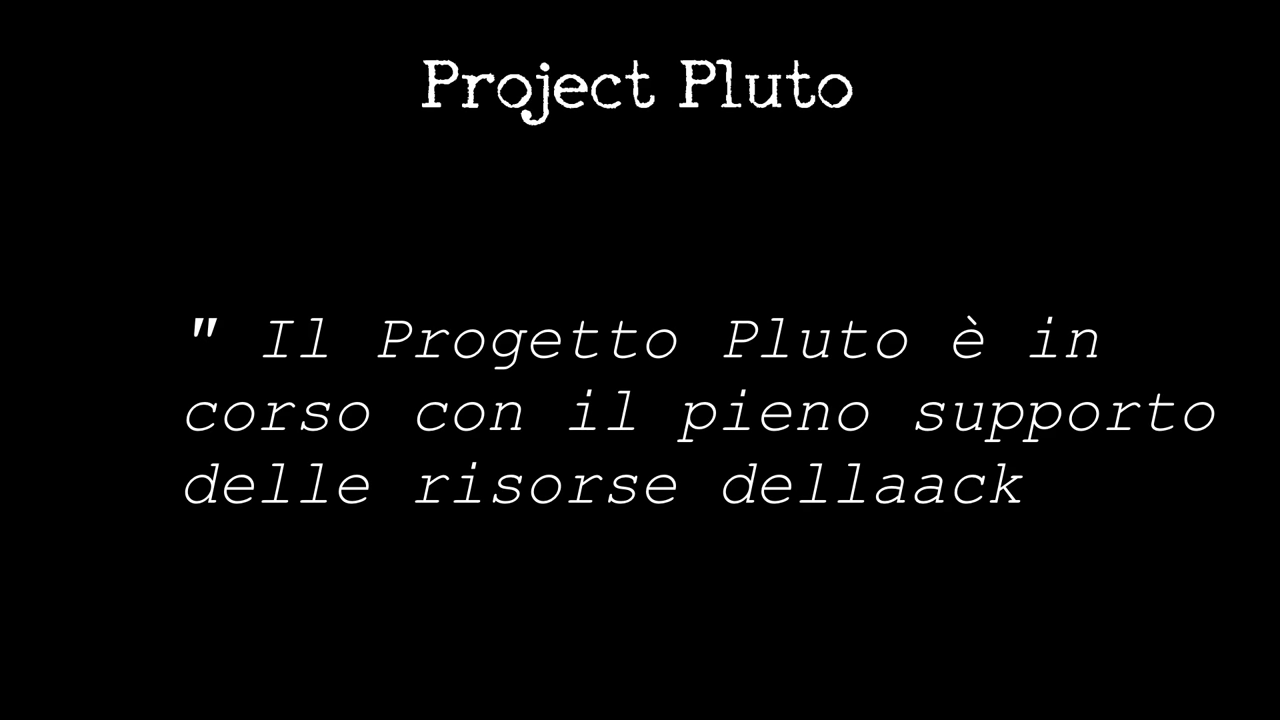 Project Pluto
" Il Progetto Pluto è in
corso con il pieno supporto
delle risorse dellaack